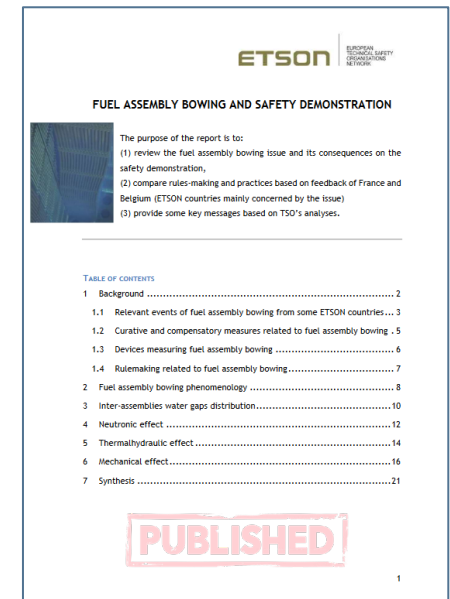 ETSON
EUROPEAN
TECHNICAL SAFETY
ORGANISATIONS
NETWORK
FUEL ASSEMBLY BOWING AND SAFETY DEMONSTRATION
The purpose of the report is to:
(1) review the fuel assembly bowing issue and its consequences on the
safety demonstration,
(2) compare rules-making and practices based on feedback of France and
Belgium (ETSON countries mainly concerned by the issue)
(3) provide some key messages based on TSO's analyses.
TABLE OF CONTENTS
1 Background ............................................................................. 2
1.1 Relevant events of fuel assembly bowing from some ETSON countries... 3
1.2 Curative and compensatory measures related to fuel assembly bowing . 5
1.3 Devices measuring fuel assembly bowing ...................................... 6
1.4 Rulemaking related to fuel assembly bowing................................. 7
2 Fuel assembly bowing phenomenology ............................................. 8
3 Inter-assemblies water gaps distribution..........................................10
4 Neutronic effect .....................................................................12
5 Thermalhydraulic effect .............................................................14
6 Mechanical effect.....................................................................16
7 Synthesis ..............................................................................21
PUBLISHED
1